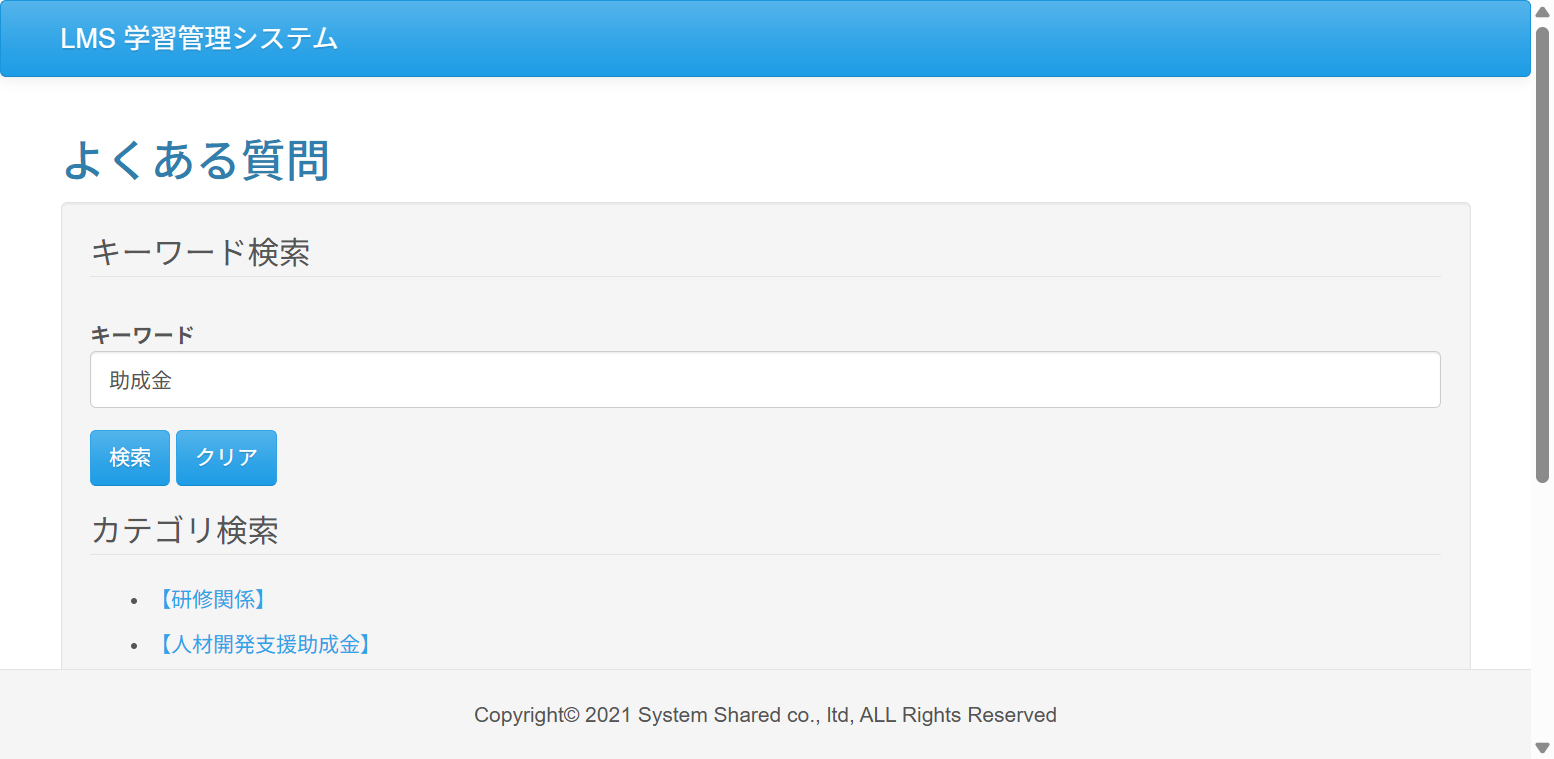 LMS 学習管理システム
よくある質問
キーワード検索
キーワード
助成金
検索 クリア
カテゴリ検索
【研修関係】
【人材開発支援助成金】
Copyright© 2021 System Shared co., ltd, ALL Rights Reserved